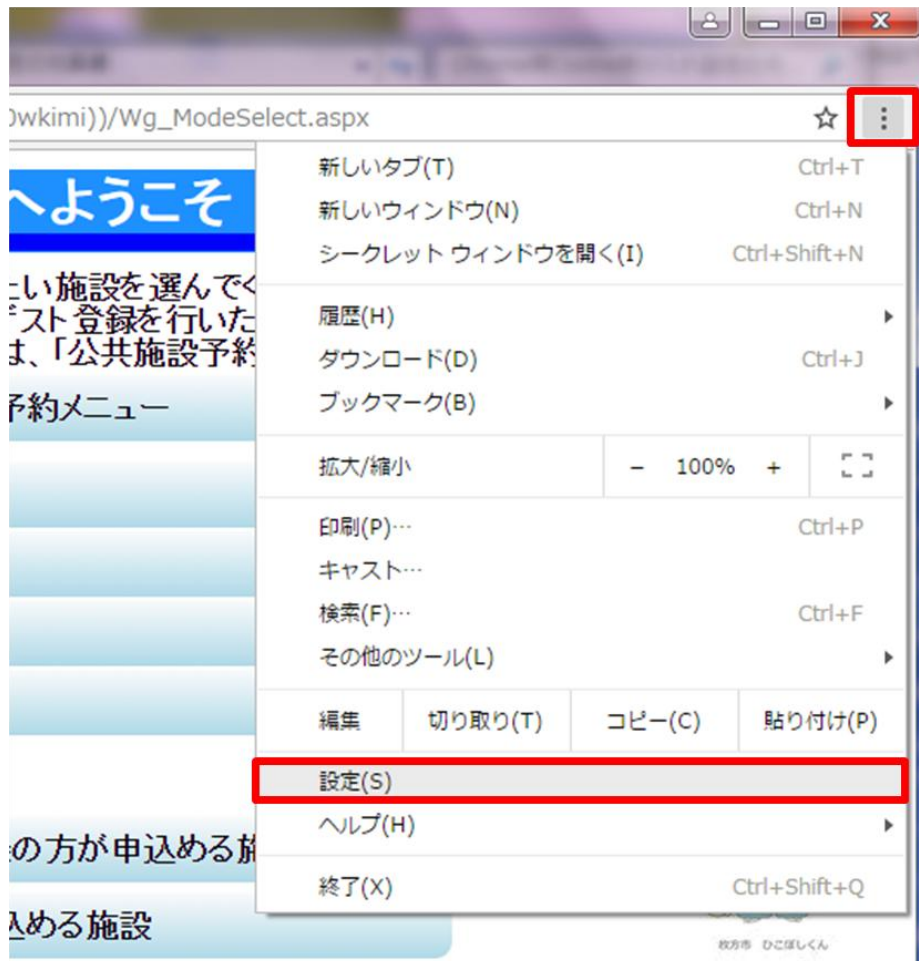 0wkimi))/Wg_ModeSelect.aspx
へようこそ
たい施設を選んでく
ゲスト登録を行いた
は、「公共施設予約
予約メニュー
の方が申込める施
込める施設
新しいタブ(T) Ctrl+T
新しいウィンドウ(N) Ctrl+N
シークレット ウィンドウを開く(I) Ctrl+Shift+N
履歴(H)
ダウンロード(D) Ctrl+J
ブックマーク(B)
拡大/縮小 - 100% +
印刷(P)… Ctrl+P
キャスト…
検索(F)… Ctrl+F
その他のツール(L)
編集 切り取り(T) コピー(C) 貼り付け(P)
設定(S)
ヘルプ(H)
終了(X) Ctrl+Shift+Q
枚方市 ひこぼしくん